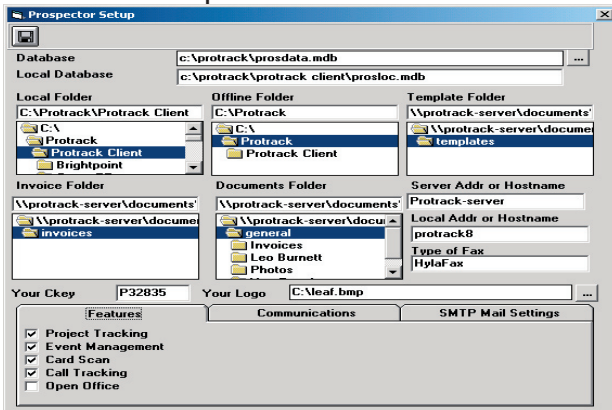 Prospector Setup
Database c:\protrack\prosdata.mdb ...
Local Database c:\protrack\protrack client\prosloc.mdb
Local Folder Offline Folder Template Folder
C:\Protrack\Protrack Client C:\Protrack \\protrack-server\documents'
C:\ C:\ \\protrack-server\docume
Protrack Protrack templates
Protrack Client Protrack Client
Brightpoint
Invoice Folder Documents Folder Server Addr or Hostname
\\protrack-server\documents' \\protrack-server\documents' Protrack-server
\\protrack-server\documer \\protrack-server\docu Local Addr or Hostname
invoices general protrack8
Invoices Type of Fax
Leo Burnett HylaFax
Photos
Your Ckey P32835 Your Logo C:\leaf.bmp ...
Features Communications SMTP Mail Settings
Project Tracking
Event Management
Card Scan
Call Tracking
Open Office